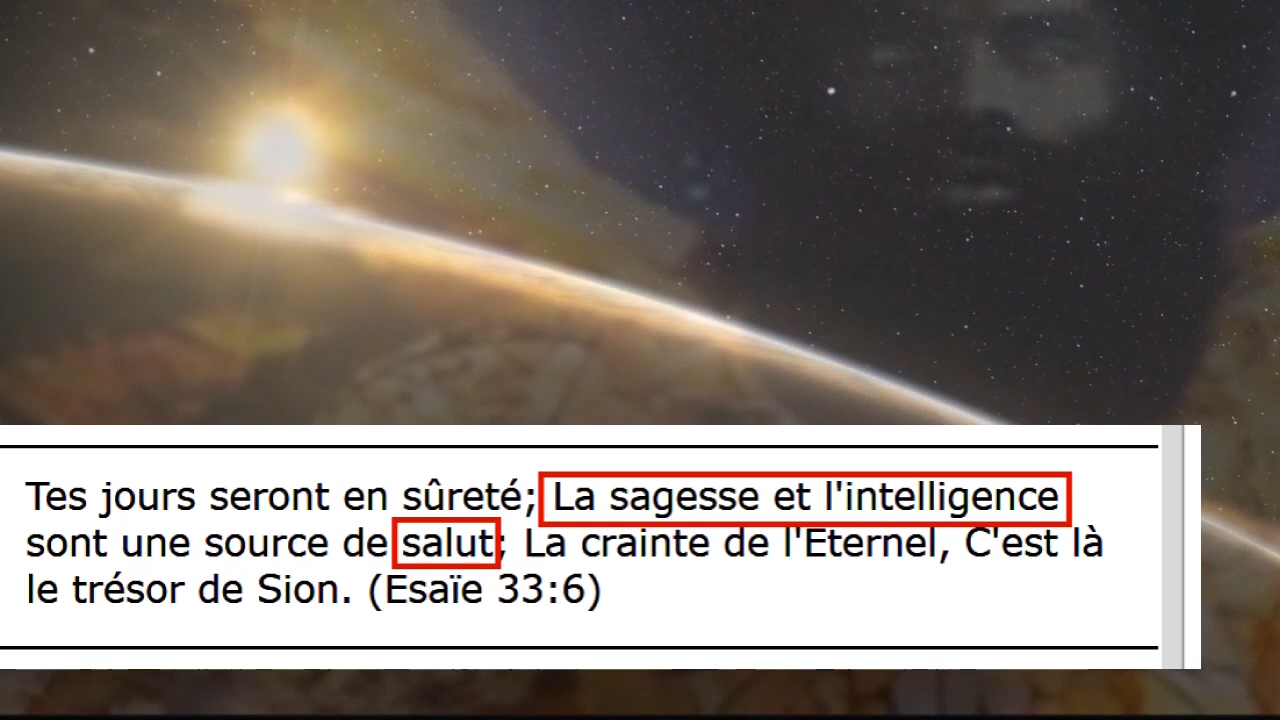 Tes jours seront en sûreté; La sagesse et l'intelligence
sont une source de salut; La crainte de l'Eternel, C'est là
le trésor de Sion. (Esaïe 33:6)